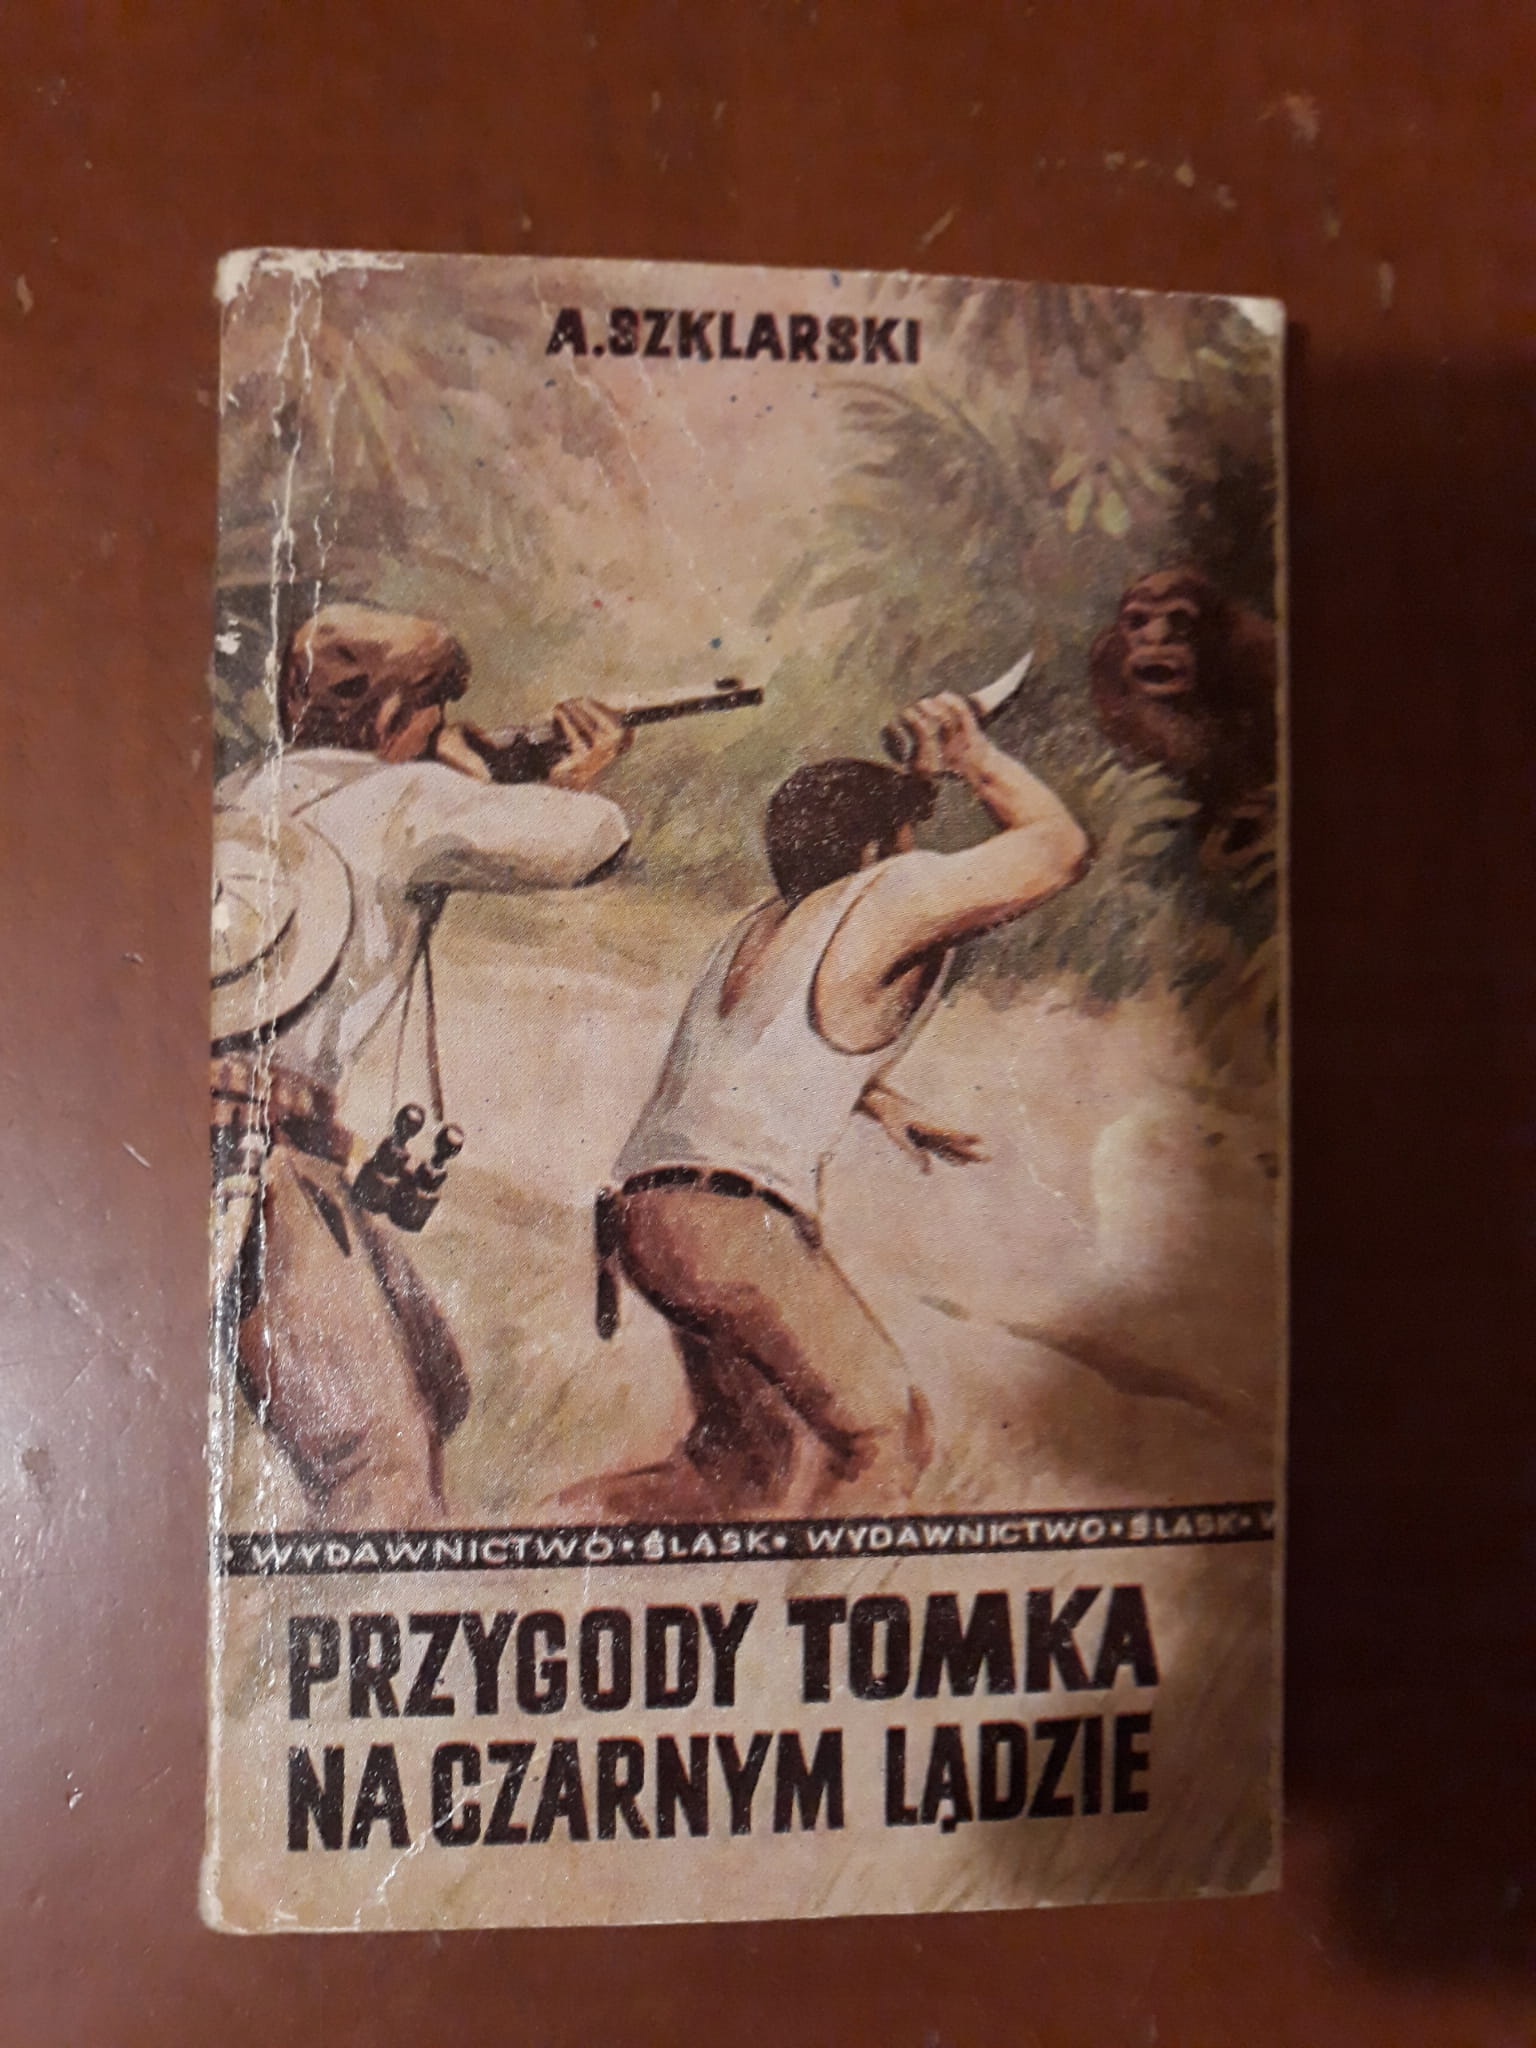 A. SZKLARSKI
WYDAWNICTWO • ŚLĄSK • WYDAWNICTWO • ŚLĄSK •
PRZYGODY TOMKA
NA CZARNYM LĄDZIE